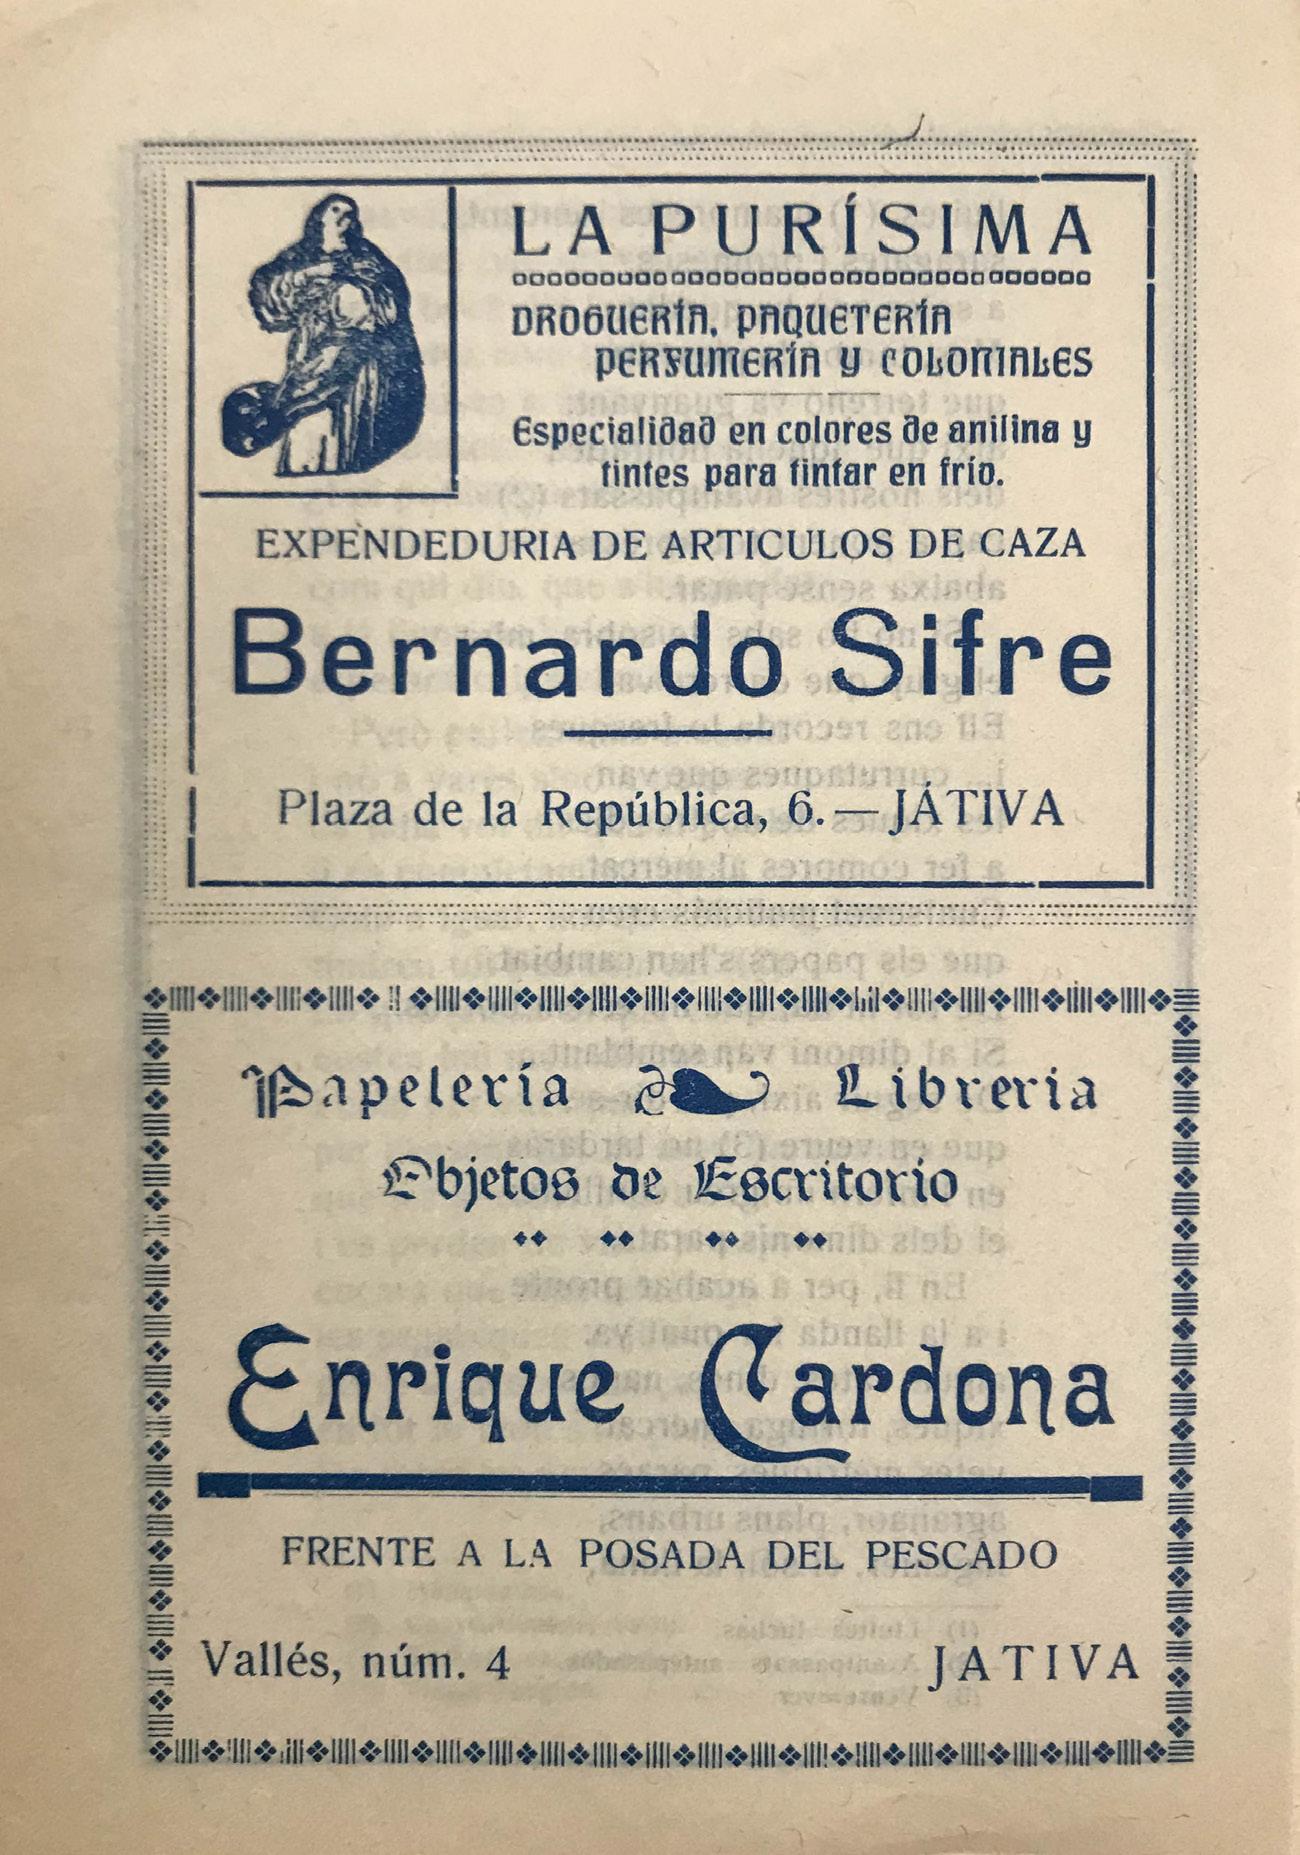 LA PURÍSIMA
DROGUERÍA, PAQUETERÍA
PERFUMERÍA Y COLONIALES
Especialidad en colores de anilina y
tintes para tintar en frío.
EXPENDEDURIA DE ARTICULOS DE CAZA
Bernardo Sifre
Plaza de la República, 6.—JÁTIVA
Papelería Librería
Objetos de Escritorio
Enrique Cardona
FRENTE A LA POSADA DEL PESCADO
Vallés, núm. 4 JATIVA